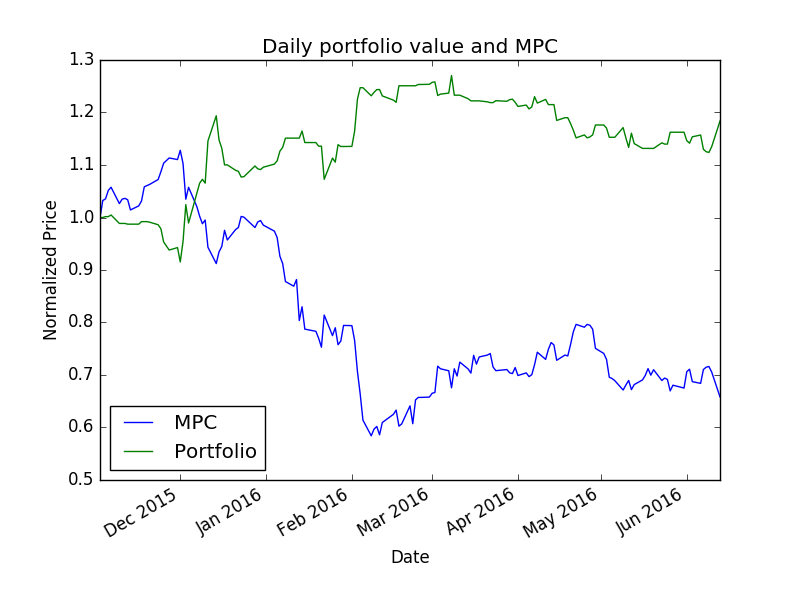 Daily portfolio value and MPC
1.3
1.2
1.1
1.0
0.9
0.8
0.7
0.6
0.5
Normalized Price
MPC
Portfolio
Dec 2015
Jan 2016
Feb 2016
Mar 2016
Apr 2016
May 2016
Jun 2016
Date